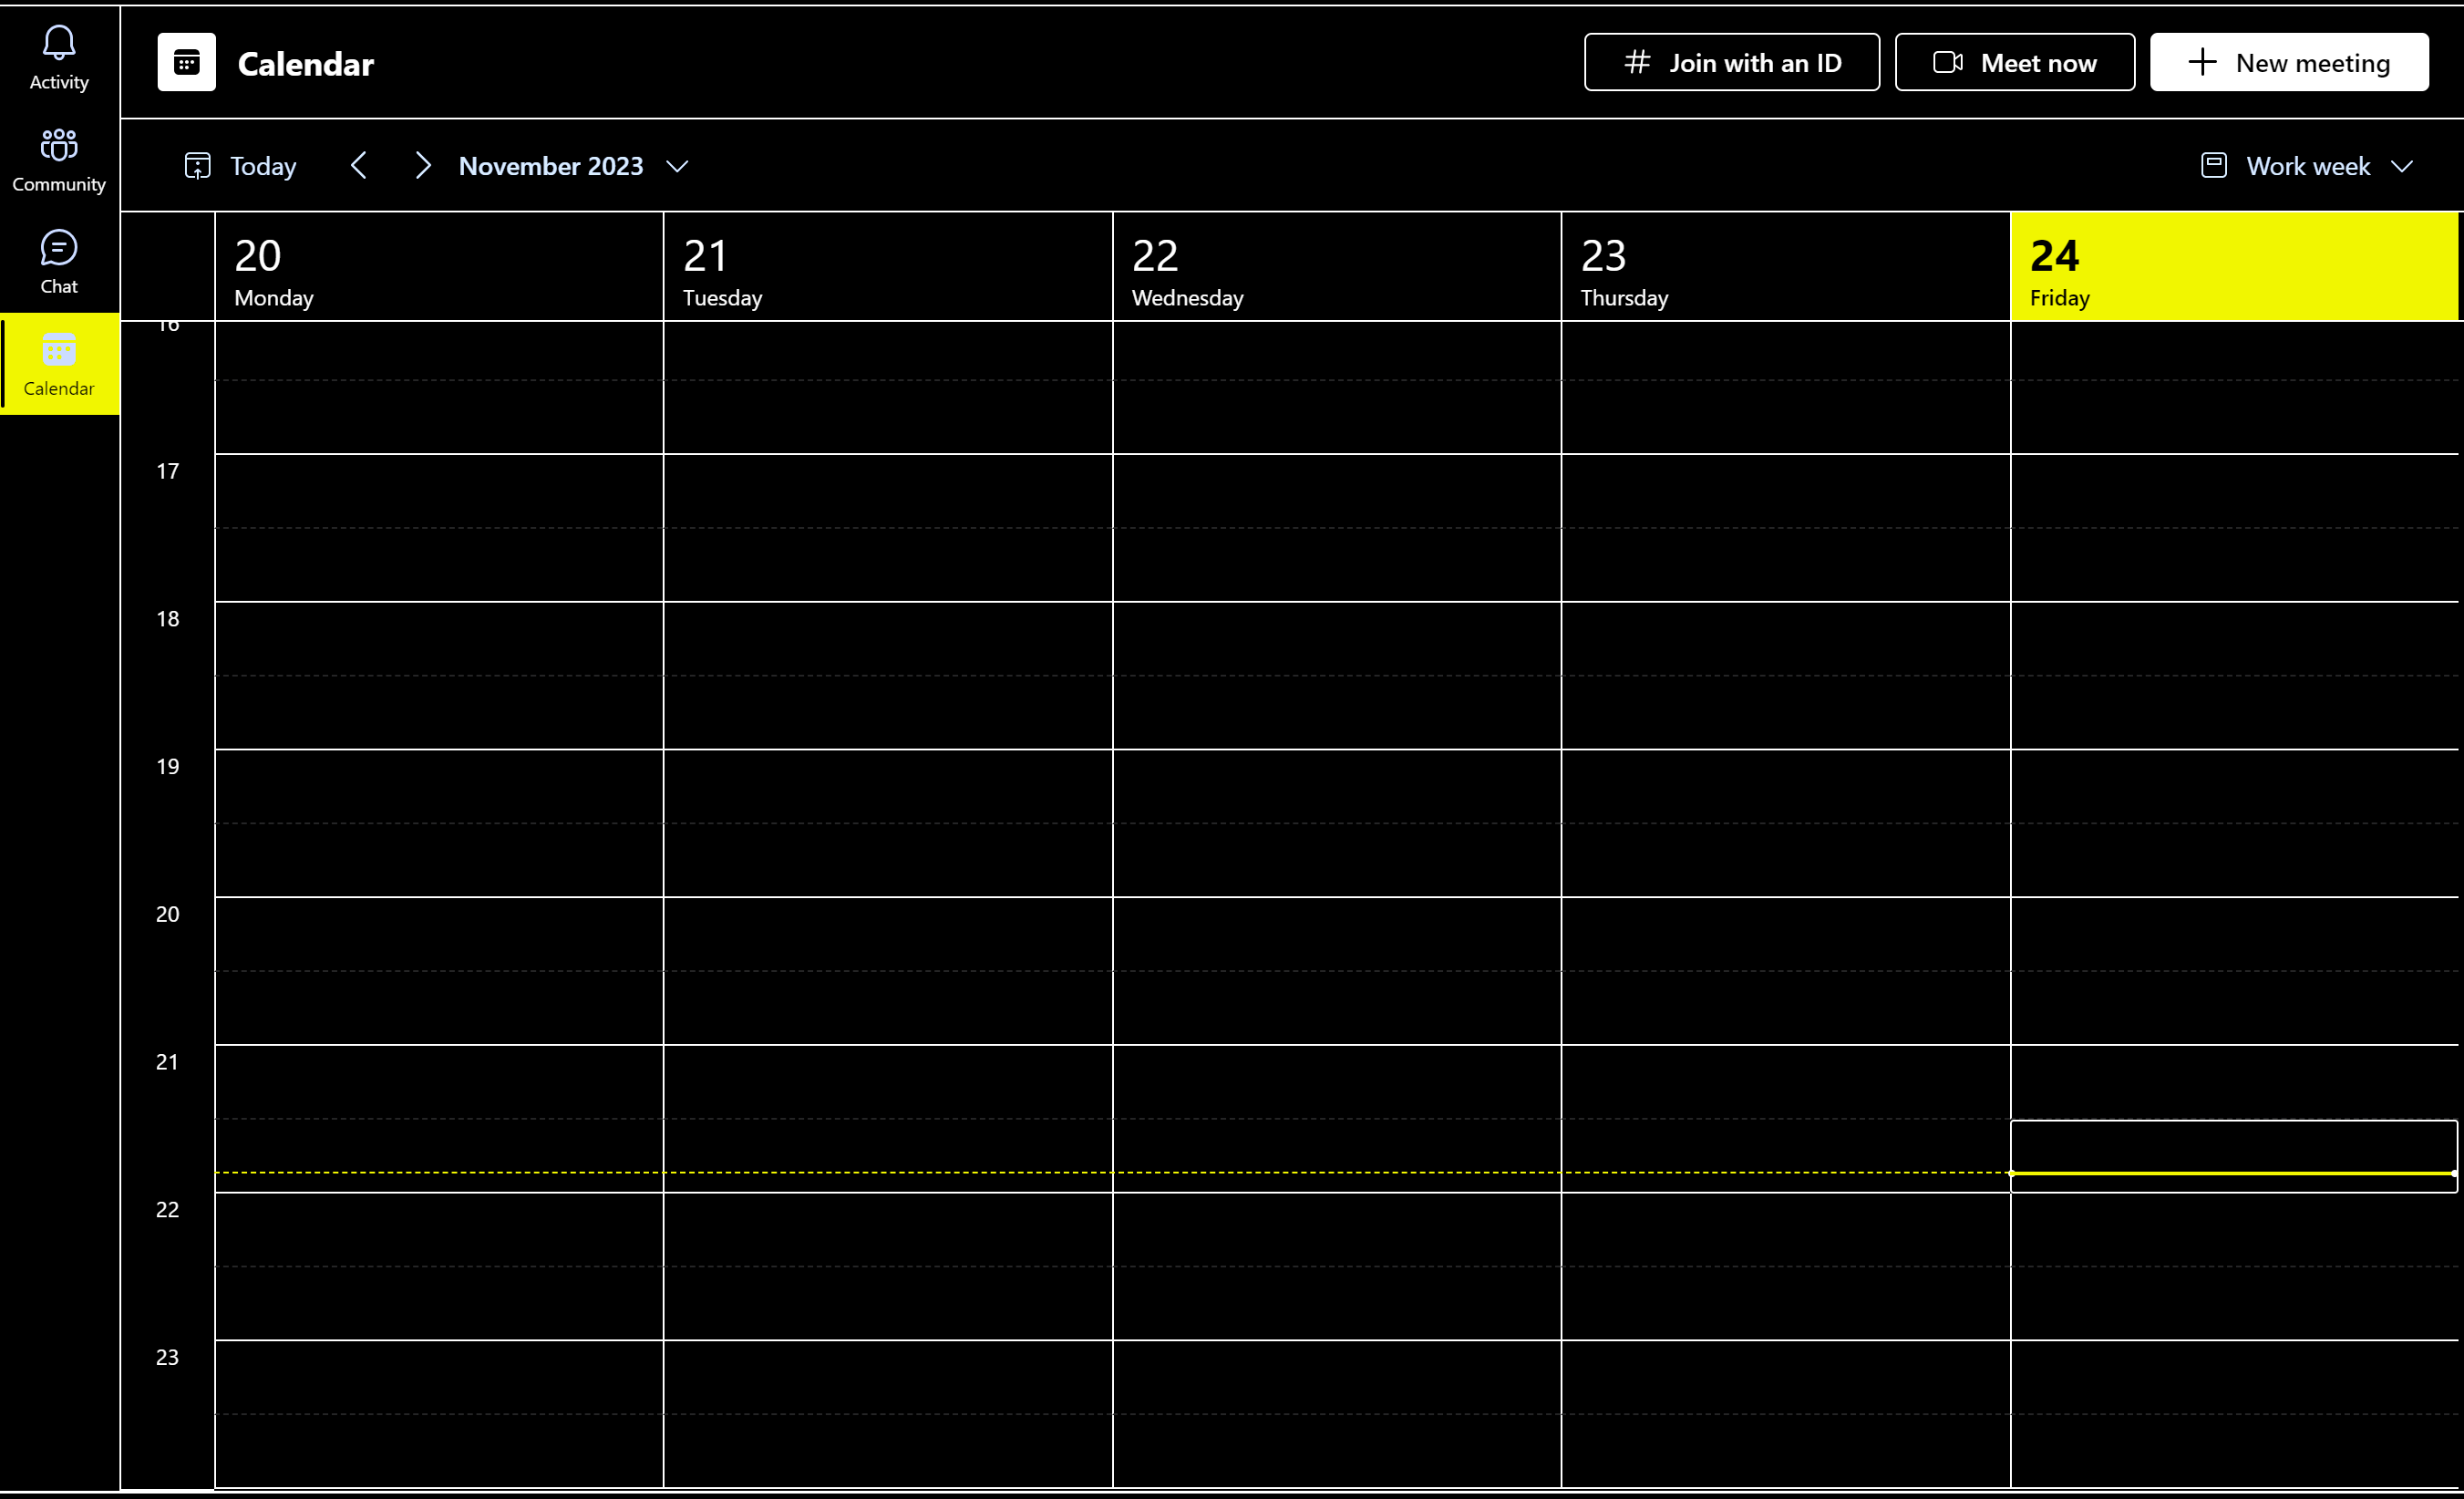 Activity
Community
Chat
Calendar
Calendar
Join with an ID
Meet now
New meeting
Today
November 2023
Work week
20
Monday
21
Tuesday
22
Wednesday
23
Thursday
24
Friday
16
17
18
19
20
21
22
23